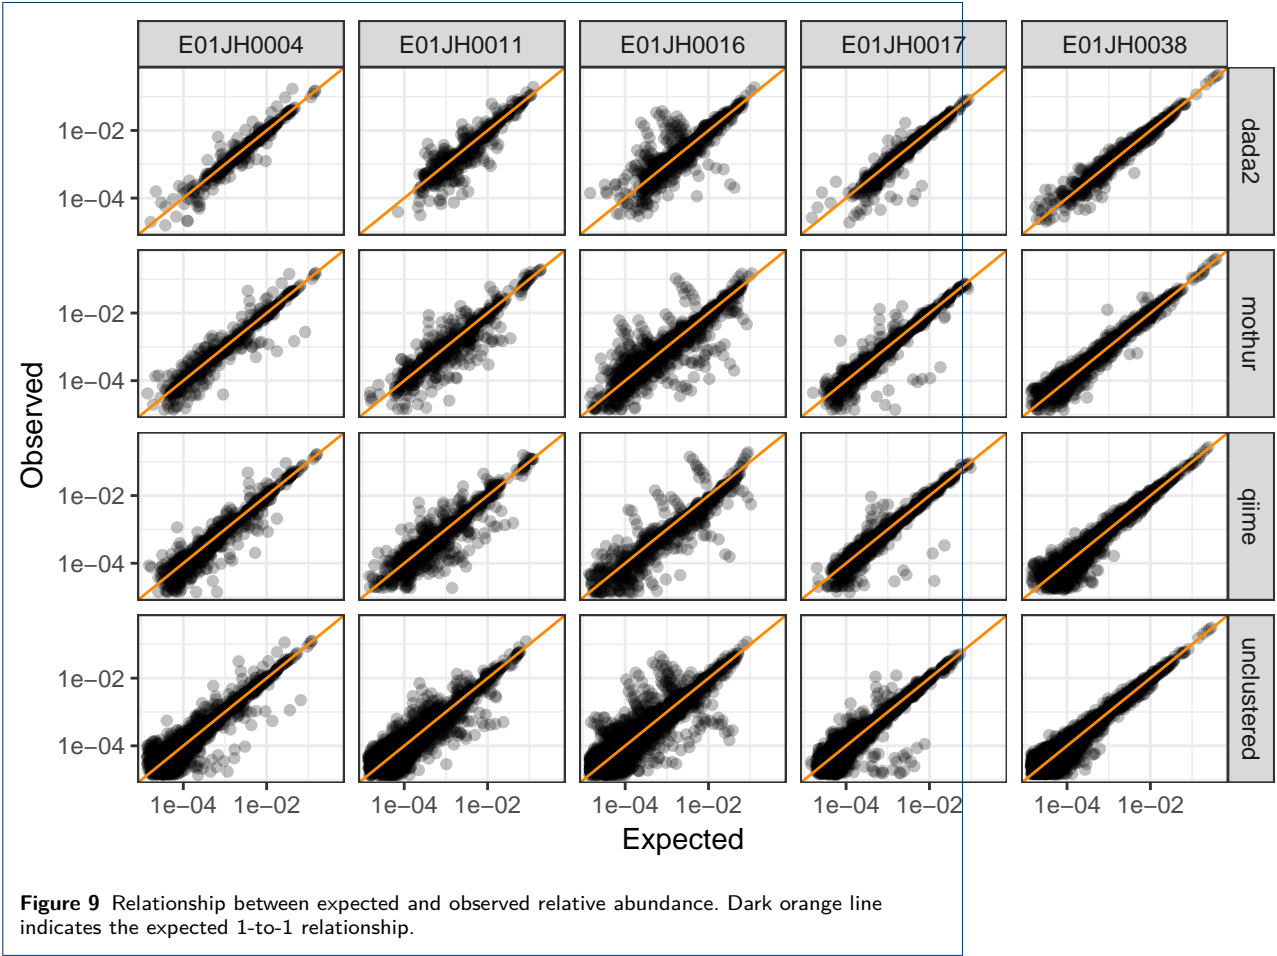 E01JH0004 E01JH0011 E01JH0016 E01JH0017 E01JH0038
1e−02
1e−04
dada2
1e−02
1e−04
mothur
Observed
1e−02
1e−04
qiime
1e−02
1e−04
unclustered
1e−04 1e−02 1e−04 1e−02 1e−04 1e−02 1e−04 1e−02 1e−04 1e−02
Expected
Figure 9 Relationship between expected and observed relative abundance. Dark orange line
indicates the expected 1-to-1 relationship.